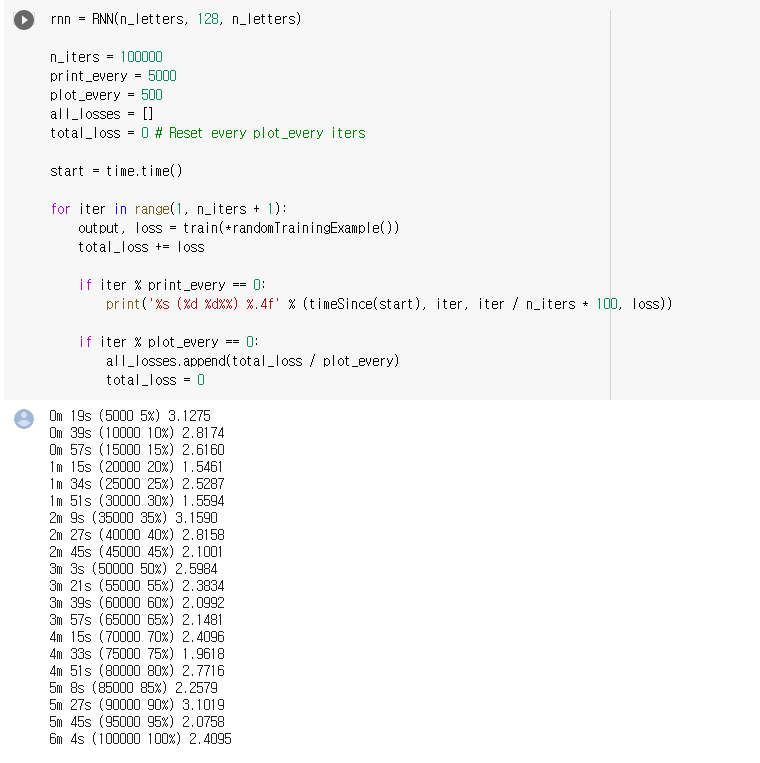 rnn = RNN(n_letters, 128, n_letters)
n_iters = 100000
print_every = 5000
plot_every = 500
all_losses = []
total_loss = 0 # Reset every plot_every iters
start = time.time()
for iter in range(1, n_iters + 1):
    output, loss = train(*randomTrainingExample())
    total_loss += loss
    if iter % print_every == 0:
        print('%s (%d %d%%) %.4f' % (timeSince(start), iter, iter / n_iters * 100, loss))
    if iter % plot_every == 0:
        all_losses.append(total_loss / plot_every)
        total_loss = 0
0m 19s (5000 5%) 3.1275
0m 39s (10000 10%) 2.8174
0m 57s (15000 15%) 2.6160
1m 15s (20000 20%) 1.5461
1m 34s (25000 25%) 2.5287
1m 51s (30000 30%) 1.5594
2m 9s (35000 35%) 3.1590
2m 27s (40000 40%) 2.8158
2m 45s (45000 45%) 2.1001
3m 3s (50000 50%) 2.5984
3m 21s (55000 55%) 2.3834
3m 39s (60000 60%) 2.0992
3m 57s (65000 65%) 2.1481
4m 15s (70000 70%) 2.4096
4m 33s (75000 75%) 1.9618
4m 51s (80000 80%) 2.7716
5m 8s (85000 85%) 2.2579
5m 27s (90000 90%) 3.1019
5m 45s (95000 95%) 2.0758
6m 4s (100000 100%) 2.4095